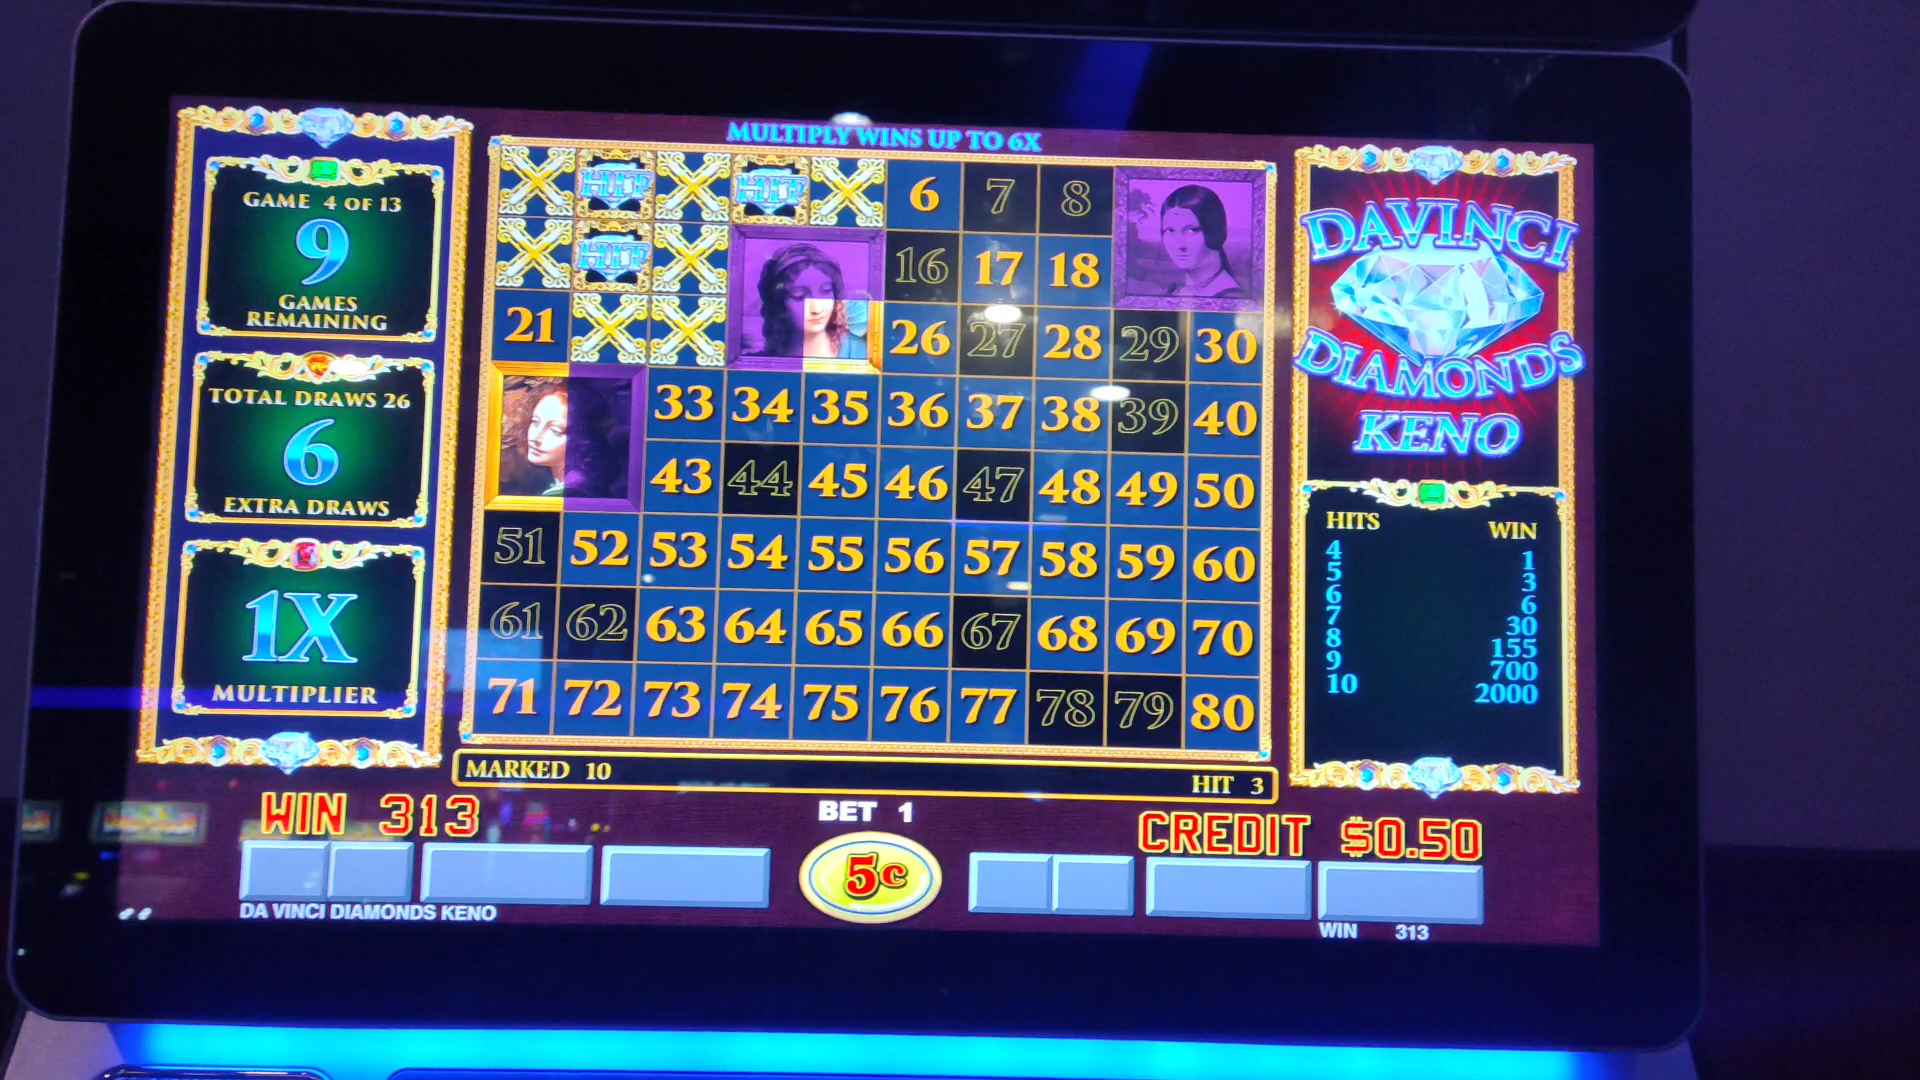 MULTIPLY WINS UP TO 6X
GAME 4 OF 13
9
GAMES
REMAINING
TOTAL DRAWS 26
6
EXTRA DRAWS
1X
MULTIPLIER
HIT HIT 6 7 8
HIT 16 17 18
21 26 27 28 29 30
33 34 35 36 37 38 39 40
43 44 45 46 47 48 49 50
51 52 53 54 55 56 57 58 59 60
61 62 63 64 65 66 67 68 69 70
71 72 73 74 75 76 77 78 79 80
MARKED 10
HIT 3
DAVINCI
DIAMONDS
KENO
HITS WIN
4 1
5 3
6 6
7 30
8 155
9 700
10 2000
WIN 313
BET 1
5¢
CREDIT $0.50
DA VINCI DIAMONDS KENO
WIN 313